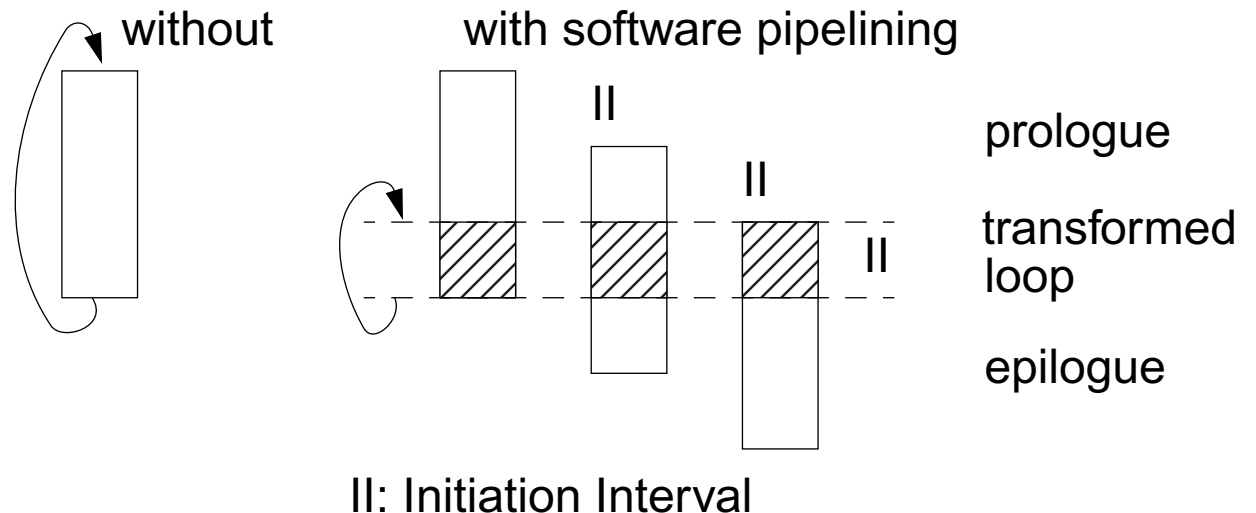 without
with software pipelining
II
prologue
II
transformed
loop
II
epilogue
II: Initiation Interval